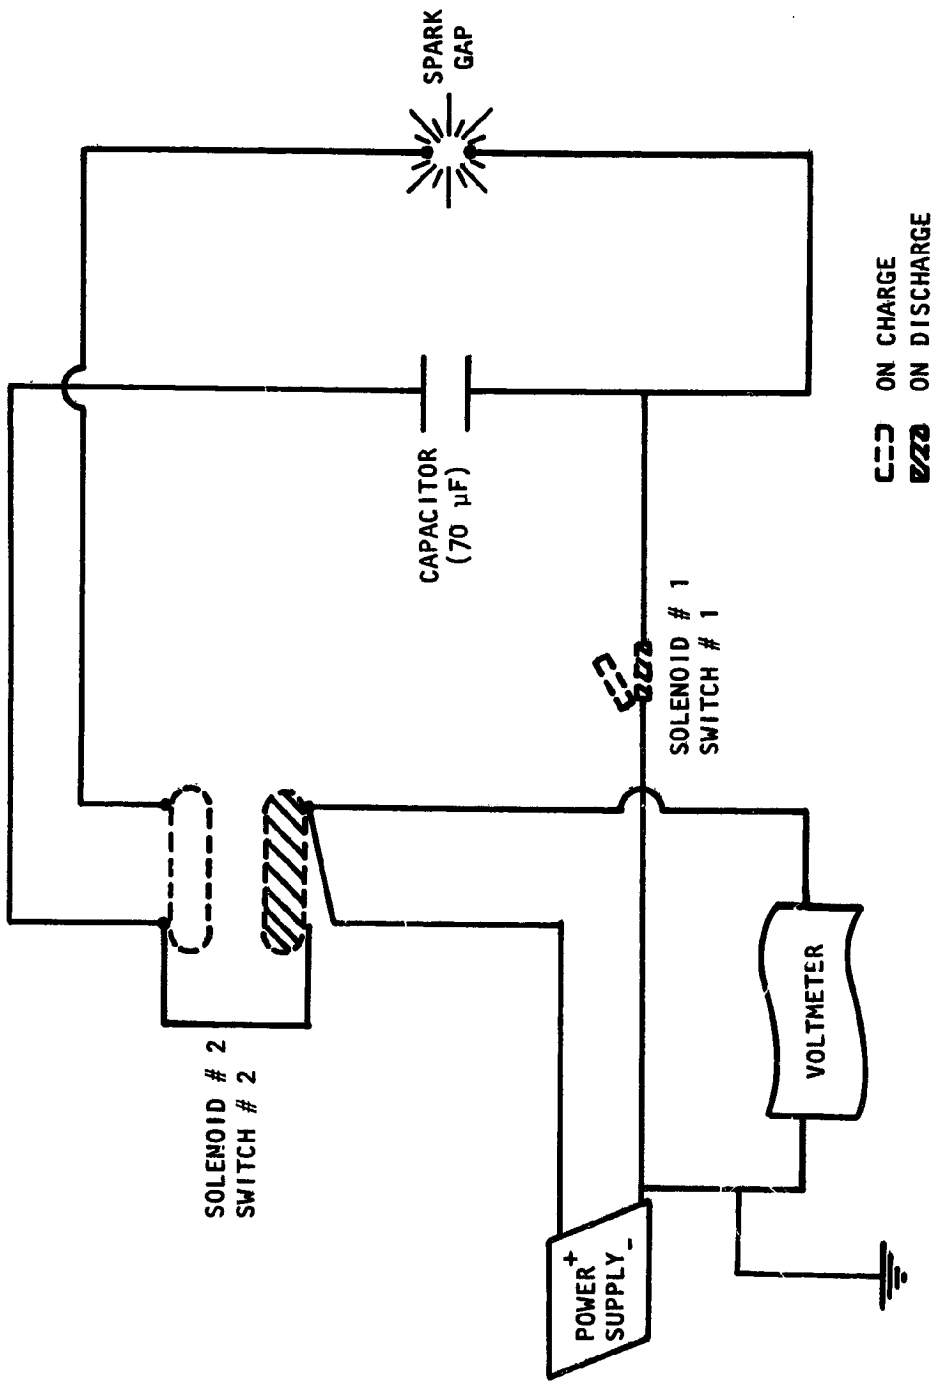 SPARK
GAP
CAPACITOR
(70 µF)
SOLENOID # 2
SWITCH # 2
SOLENOID # 1
SWITCH # 1
POWER +
SUPPLY -
VOLTMETER
ON CHARGE
ON DISCHARGE